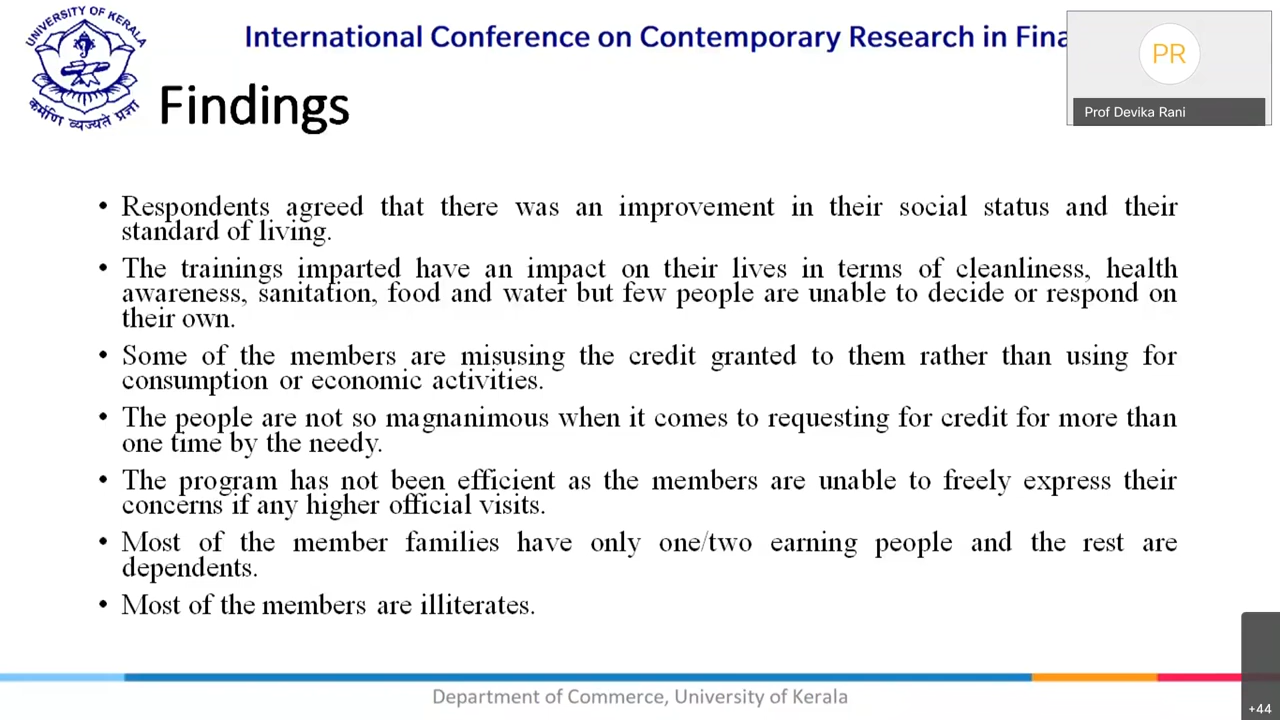 UNIVERSITY OF KERALA
कर्मणि व्यज्यते प्रज्ञा
International Conference on Contemporary Research in Fina
PR
Prof Devika Rani
Findings
• Respondents agreed that there was an improvement in their social status and their
standard of living.
• The trainings imparted have an impact on their lives in terms of cleanliness, health
awareness, sanitation, food and water but few people are unable to decide or respond on
their own.
• Some of the members are misusing the credit granted to them rather than using for
consumption or economic activities.
• The people are not so magnanimous when it comes to requesting for credit for more than
one time by the needy.
• The program has not been efficient as the members are unable to freely express their
concerns if any higher official visits.
• Most of the member families have only one/two earning people and the rest are
dependents.
• Most of the members are illiterates.
Department of Commerce, University of Kerala
+44